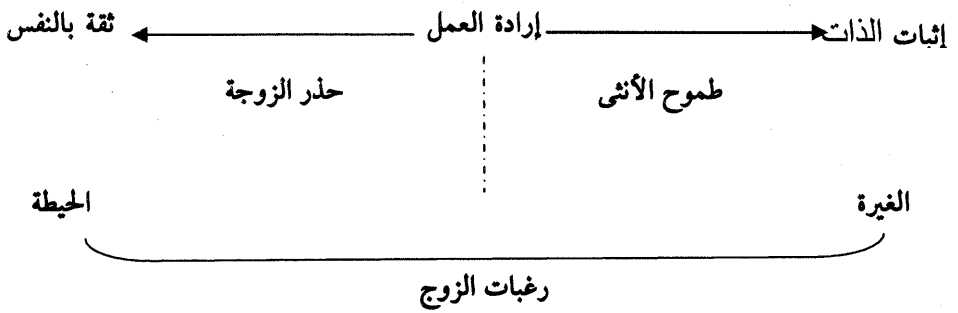 إثبات الذات إرادة العمل ثقة بالنفس
طموح الأنثى حذر الزوجة
الغيرة الحيطة
رغبات الزوج